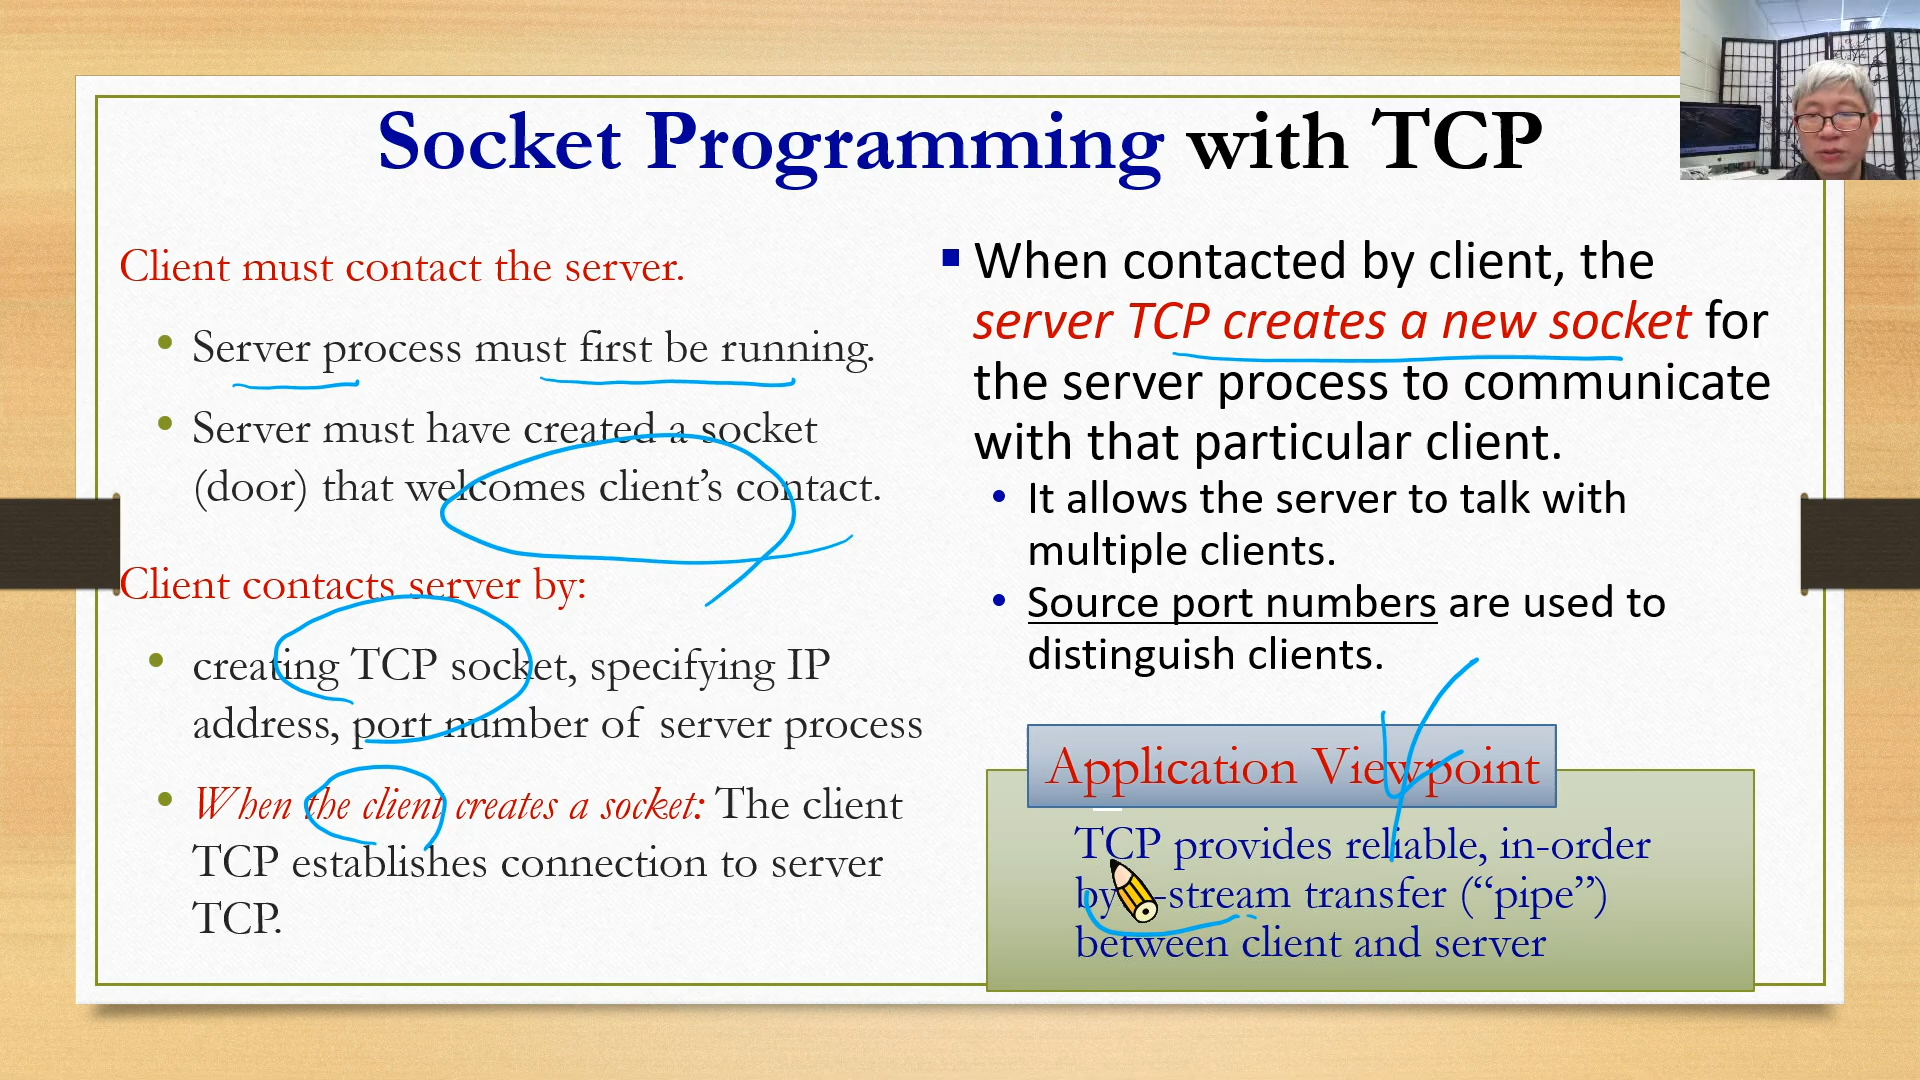 Socket Programming with TCP
Client must contact the server.
• Server process must first be running.
• Server must have created a socket
(door) that welcomes client’s contact.
Client contacts server by:
• creating TCP socket, specifying IP
address, port number of server process
• When the client creates a socket: The client
TCP establishes connection to server
TCP.
▪ When contacted by client, the
server TCP creates a new socket for
the server process to communicate
with that particular client.
• It allows the server to talk with
multiple clients.
• Source port numbers are used to
distinguish clients.
Application Viewpoint
TCP provides reliable, in-order
-stream transfer (“pipe”)
between client and server